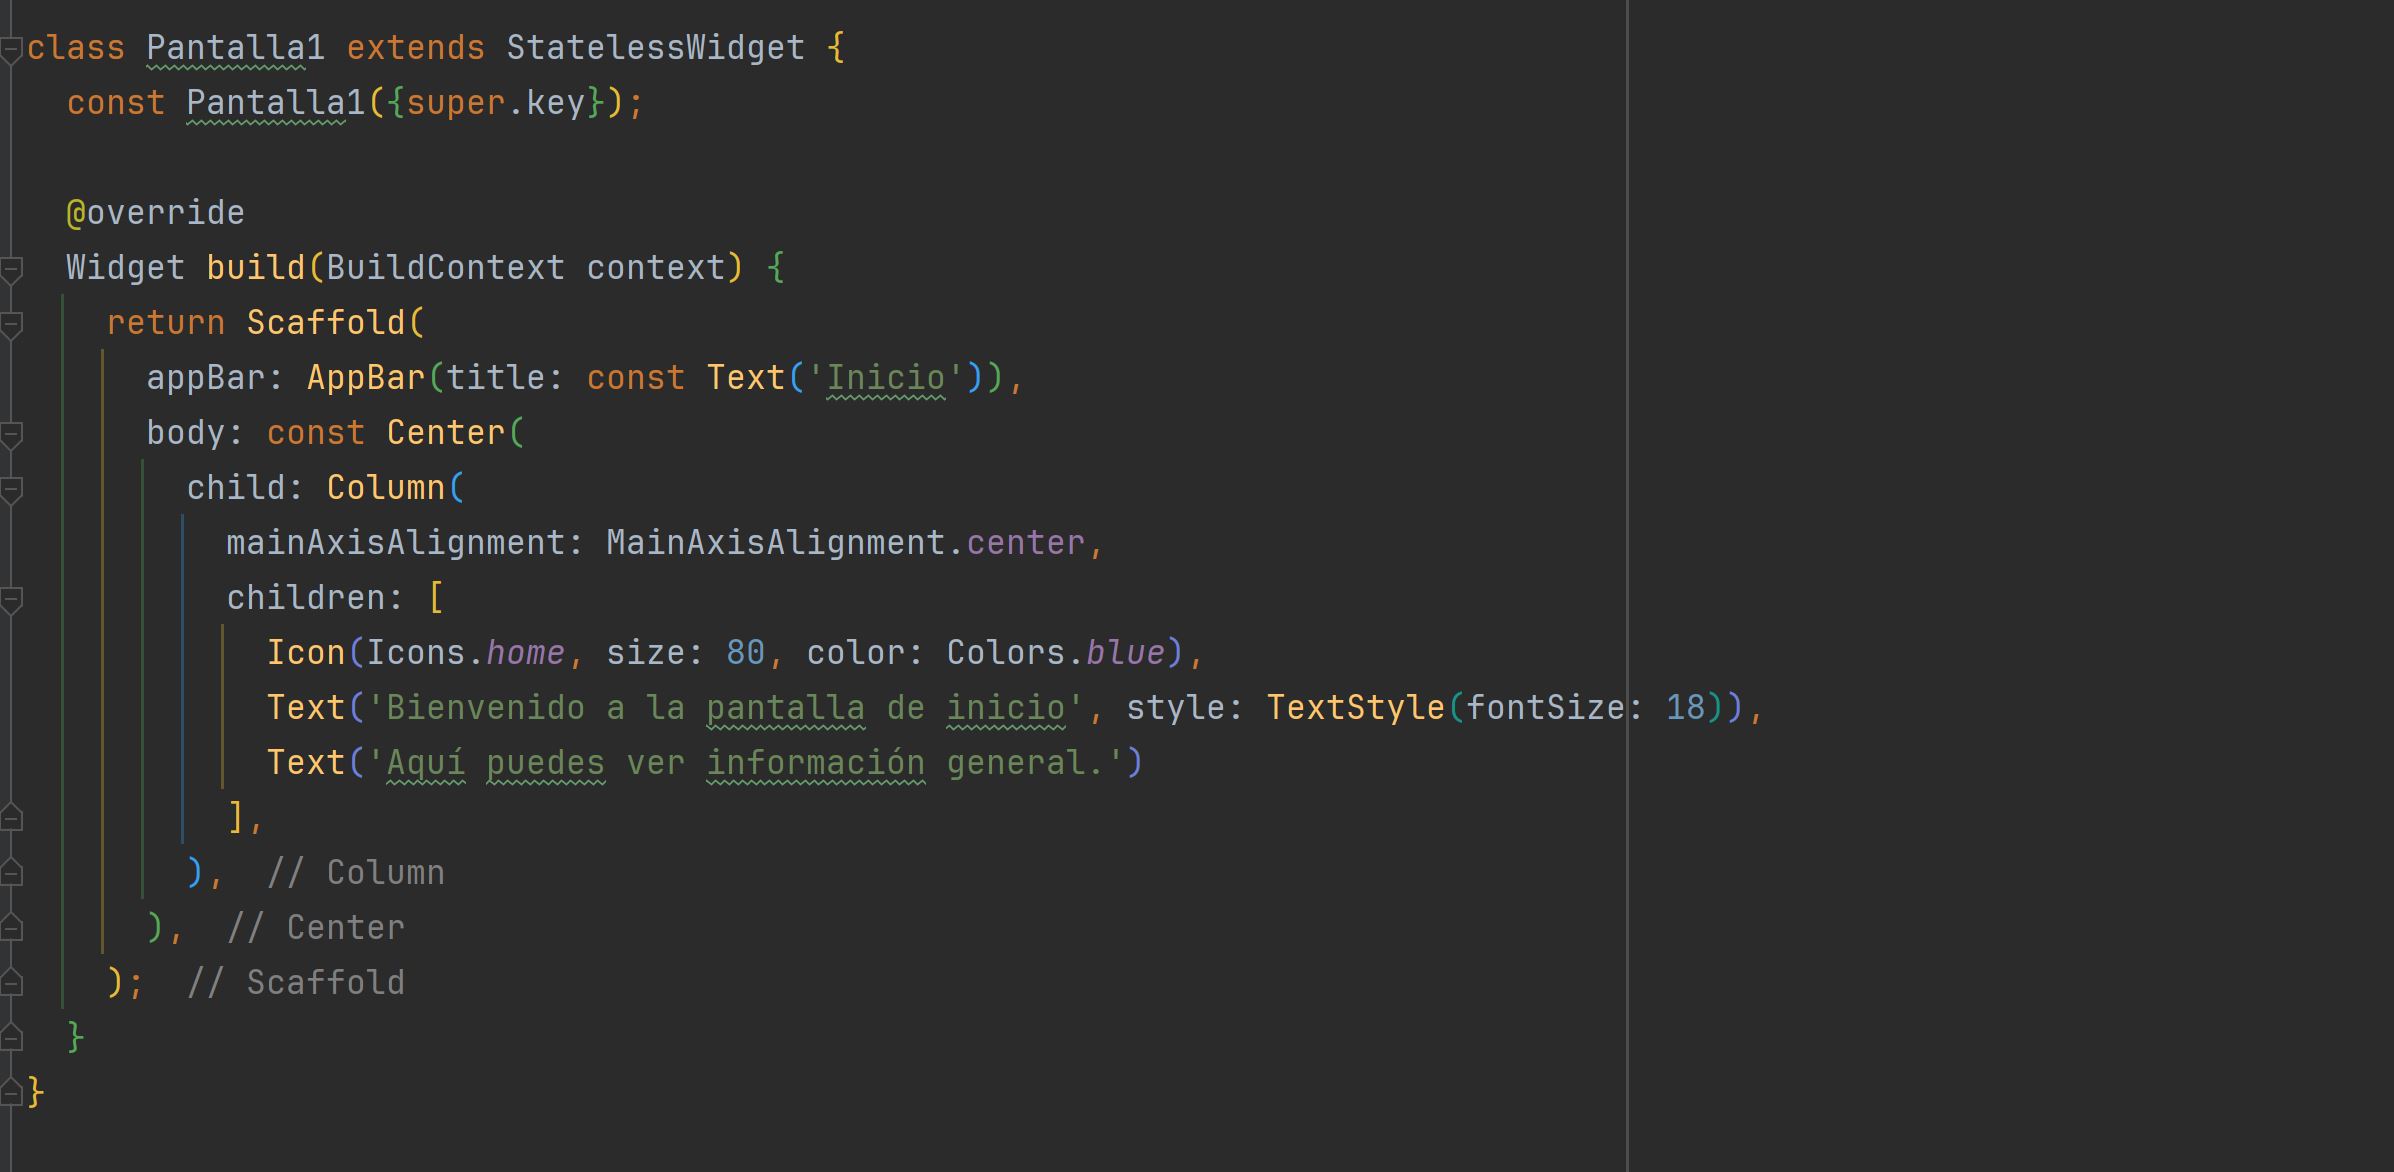 class Pantalla1 extends StatelessWidget {
  const Pantalla1({super.key});

  @override
  Widget build(BuildContext context) {
    return Scaffold(
      appBar: AppBar(title: const Text('Inicio')),
      body: const Center(
        child: Column(
          mainAxisAlignment: MainAxisAlignment.center,
          children: [
            Icon(Icons.home, size: 80, color: Colors.blue),
            Text('Bienvenido a la pantalla de inicio', style: TextStyle(fontSize: 18)),
            Text('Aquí puedes ver información general.')
          ],
        ),  // Column
      ),  // Center
    );  // Scaffold
  }
}